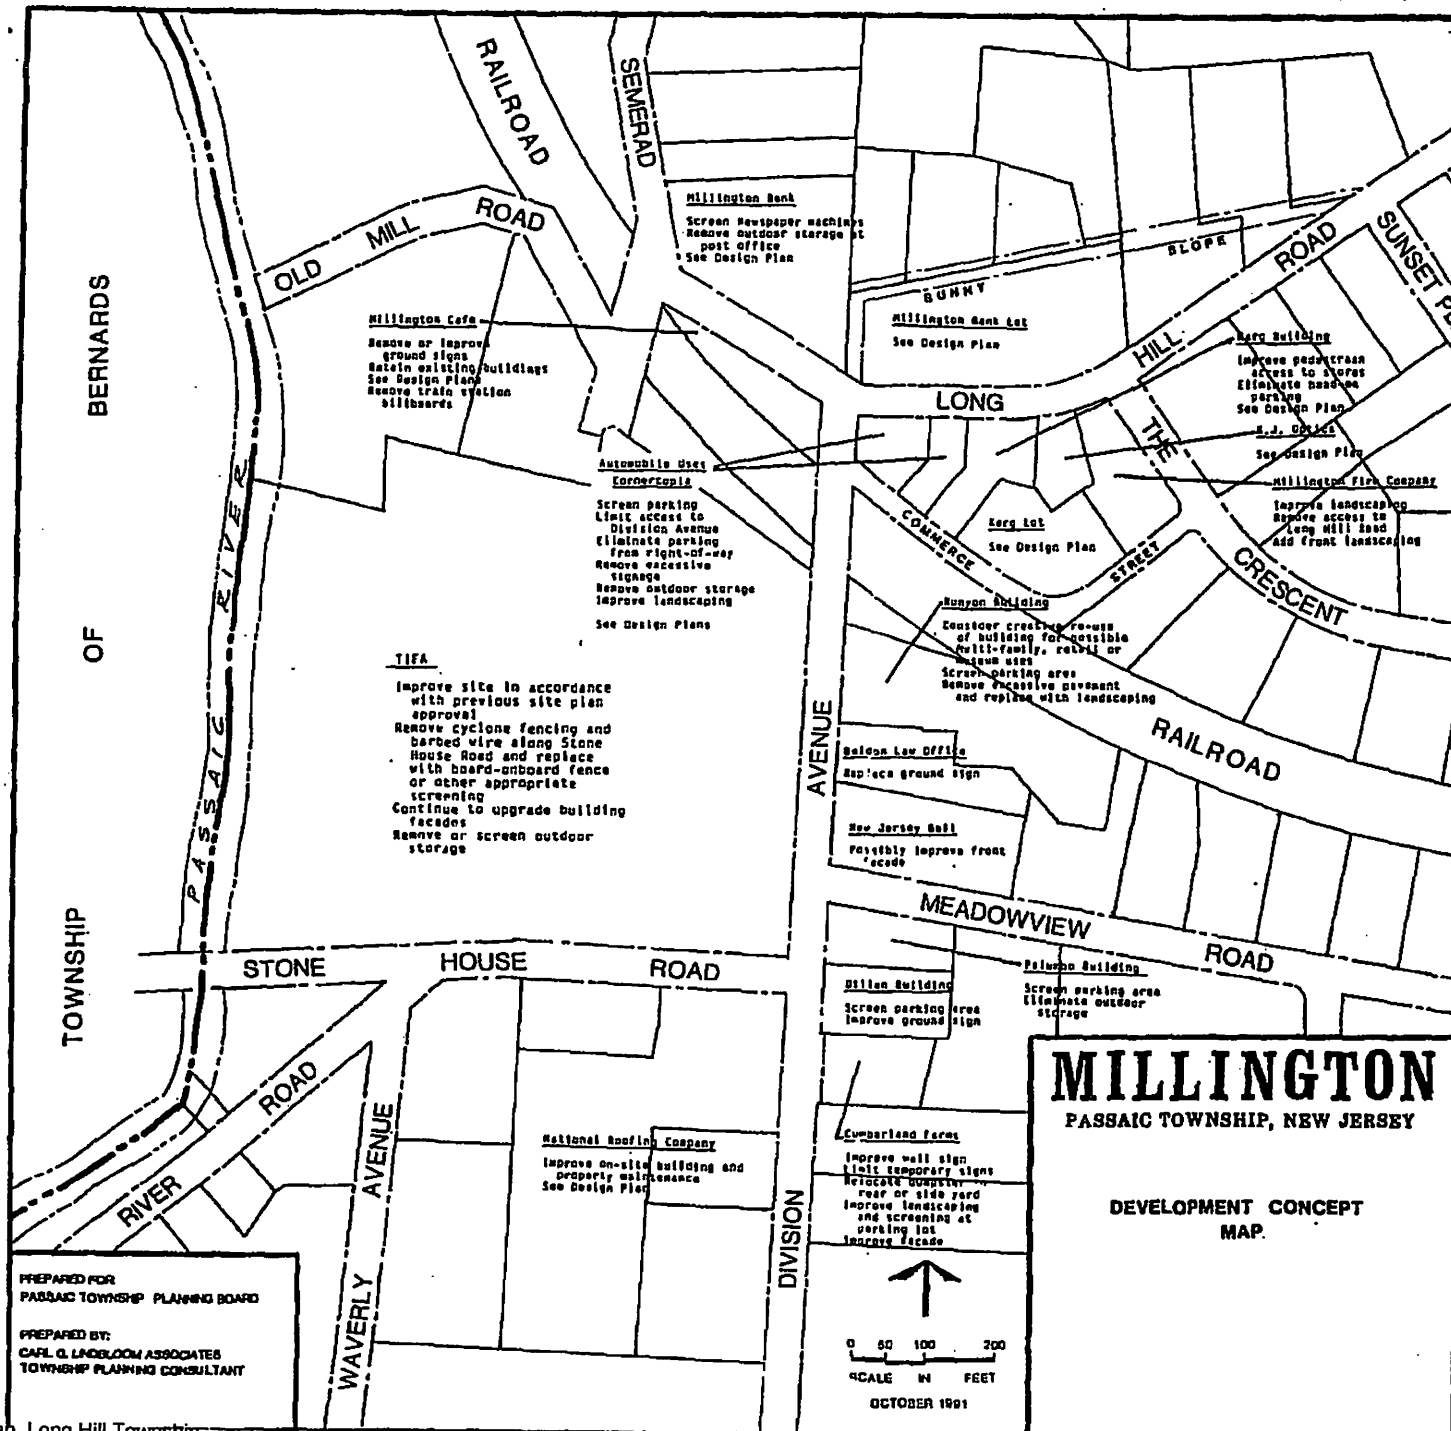 RAILROAD
SEMERAD
OLD MILL ROAD
Millington Bank
Screen Newspaper machines
Remove outdoor storage at
post office
See Design Plan
BUNNY SLOPE
LONG HILL ROAD
SUNSET
BERNARDS
OF
TOWNSHIP
PASSAIC RIVER
Millington Cafe
Remove or improve
ground signs
Retain existing buildings
See Design Plans
Remove train station
billboards
Millington Bank Lot
See Design Plan
Karg Building
Improve pedestrian
access to stores
Eliminate head-on
parking
See Design Plan
N.J. Optics
See Design Plan
Millington Fire Company
Improve landscaping
Remove access to
Long Hill Road
Add front landscaping
THE CRESCENT
Automobile Uses
Cornertopia
Screen parking
Limit access to
Division Avenue
Eliminate parking
from right-of-way
Remove excessive
signage
Remove outdoor storage
Improve landscaping
See Design Plans
COMMERCE STREET
Karg Lot
See Design Plan
Runyon Building
Consider creative re-use
of building for possible
multi-family, retail or
museum uses
Screen parking area
Remove excessive pavement
and replace with landscaping
TIFA
Improve site in accordance
with previous site plan
approval
Remove cyclone fencing and
barbed wire along Stone
House Road and replace
with board-onboard fence
or other appropriate
screening
Continue to upgrade building
facades
Remove or screen outdoor
storage
RAILROAD
Law Office
Replace ground sign
New Jersey Bell
Possibly improve front
facade
DIVISION AVENUE
MEADOWVIEW ROAD
STONE HOUSE ROAD
Building
Screen parking area
Eliminate outdoor
storage
Building
Screen parking area
Improve ground sign
RIVER ROAD
WAVERLY AVENUE
National Roofing Company
Improve on-site building and
property maintenance
See Design Plan
Cumberland Farms
Improve wall sign
Limit temporary signs
Relocate dumpster
rear or side yard
Improve landscaping
and screening at
parking lot
Improve facade
MILLINGTON
PASSAIC TOWNSHIP, NEW JERSEY
DEVELOPMENT CONCEPT
MAP.
PREPARED FOR
PASSAIC TOWNSHIP PLANNING BOARD
PREPARED BY:
CARL G. LINDBLOOM ASSOCIATES
TOWNSHIP PLANNING CONSULTANT
0 50 100 200
SCALE IN FEET
OCTOBER 1991
Long Hill Township